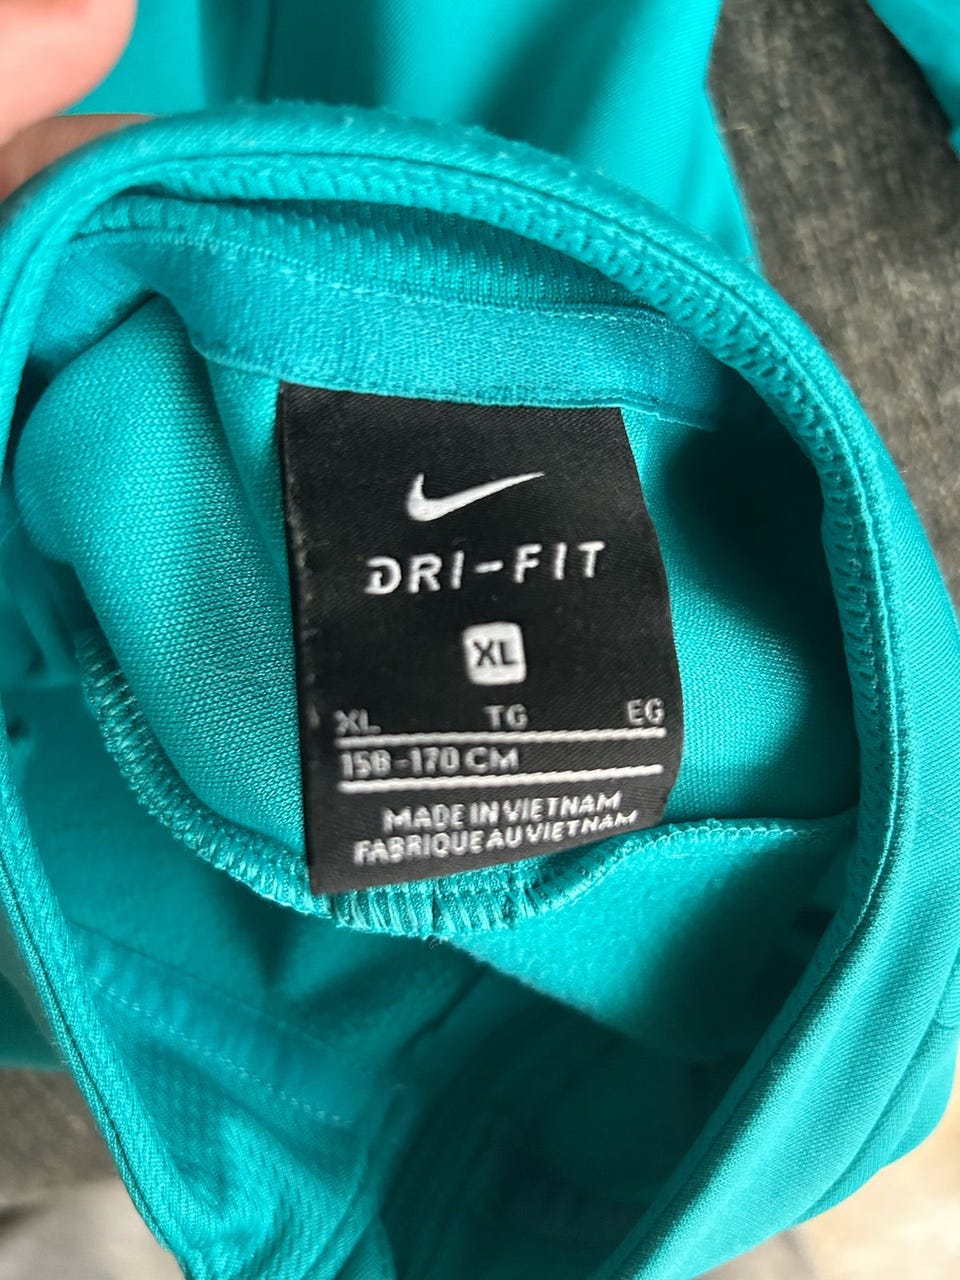 DRI-FIT
XL
XL TG EG
158-170 CM
MADE IN VIETNAM
FABRIQUE AU VIETNAM